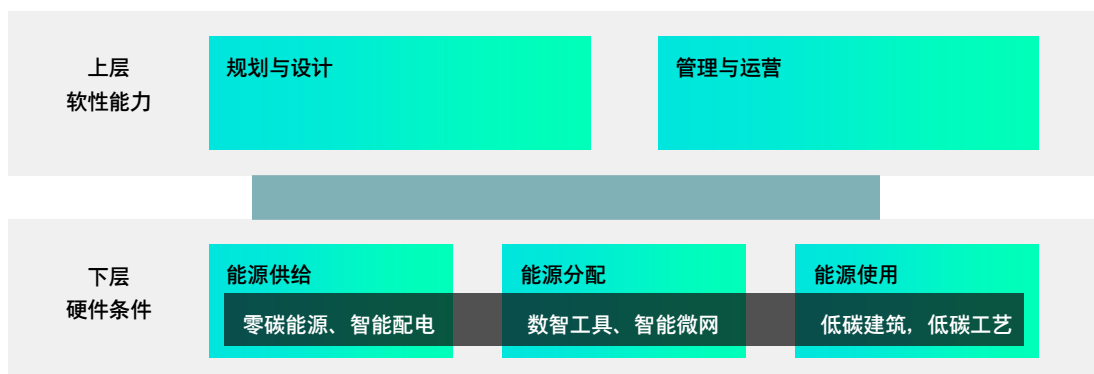 上层
软性能力
规划与设计
管理与运营
下层
硬件条件
能源供给
零碳能源、智能配电
能源分配
数智工具、智能微网
能源使用
低碳建筑，低碳工艺